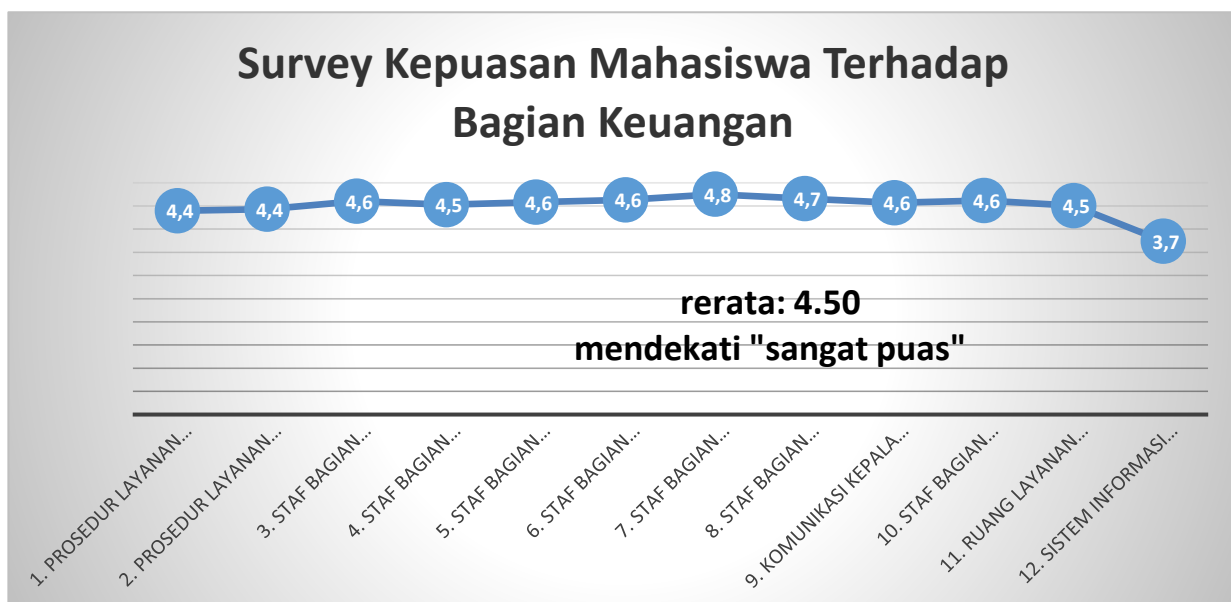 Survey Kepuasan Mahasiswa Terhadap
Bagian Keuangan
4,4
4,4
4,6
4,5
4,6
4,6
4,8
4,7
4,6
4,6
4,5
3,7
rerata: 4.50
mendekati "sangat puas"
1. PROSEDUR LAYANAN…
2. PROSEDUR LAYANAN…
3. STAF BAGIAN…
4. STAF BAGIAN…
5. STAF BAGIAN…
6. STAF BAGIAN…
7. STAF BAGIAN…
8. STAF BAGIAN…
9. KOMUNIKASI KEPALA…
10. STAF BAGIAN…
11. RUANG LAYANAN…
12. SISTEM INFORMASI…